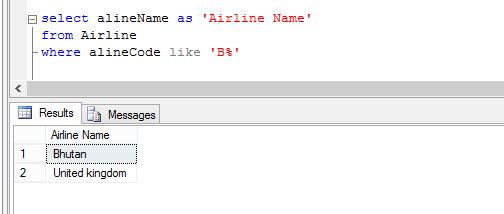 select alineName as 'Airline Name'
from Airline
where alineCode like 'B%'
Results Messages
Airline Name
1 Bhutan
2 United kingdom